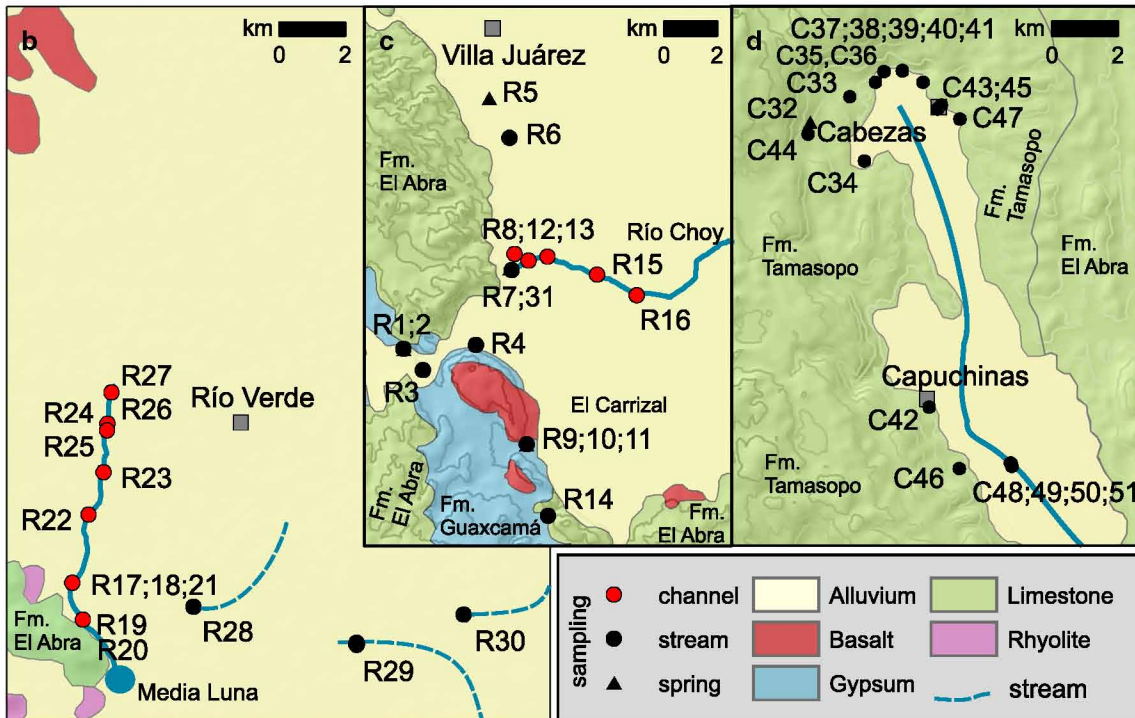 b
km
0 2
R27
R24
R26
R25
Río Verde
R23
R22
R17;18;21
R19
R20
R28
R29
R30
Fm.
El Abra
Media Luna
c
km
0 2
Villa Juárez
R5
R6
Fm.
El Abra
R8;12;13
Río Choy
R15
R7;31
R16
R1;2
R4
R3
El Carrizal
R9;10;11
Fm.
El Abra
Fm.
Guaxcamá
R14
Fm.
El Abra
d
C37;38;39;40;41
km
0 2
C35,C36
C33
C43;45
C32
C47
Cabezas
C44
C34
Fm.
Tamasopo
Fm.
Tamasopo
Fm.
El Abra
Capuchinas
C42
C46
C48;49;50;51
Fm.
Tamasopo
sampling
channel
stream
spring
Alluvium
Basalt
Gypsum
Limestone
Rhyolite
stream